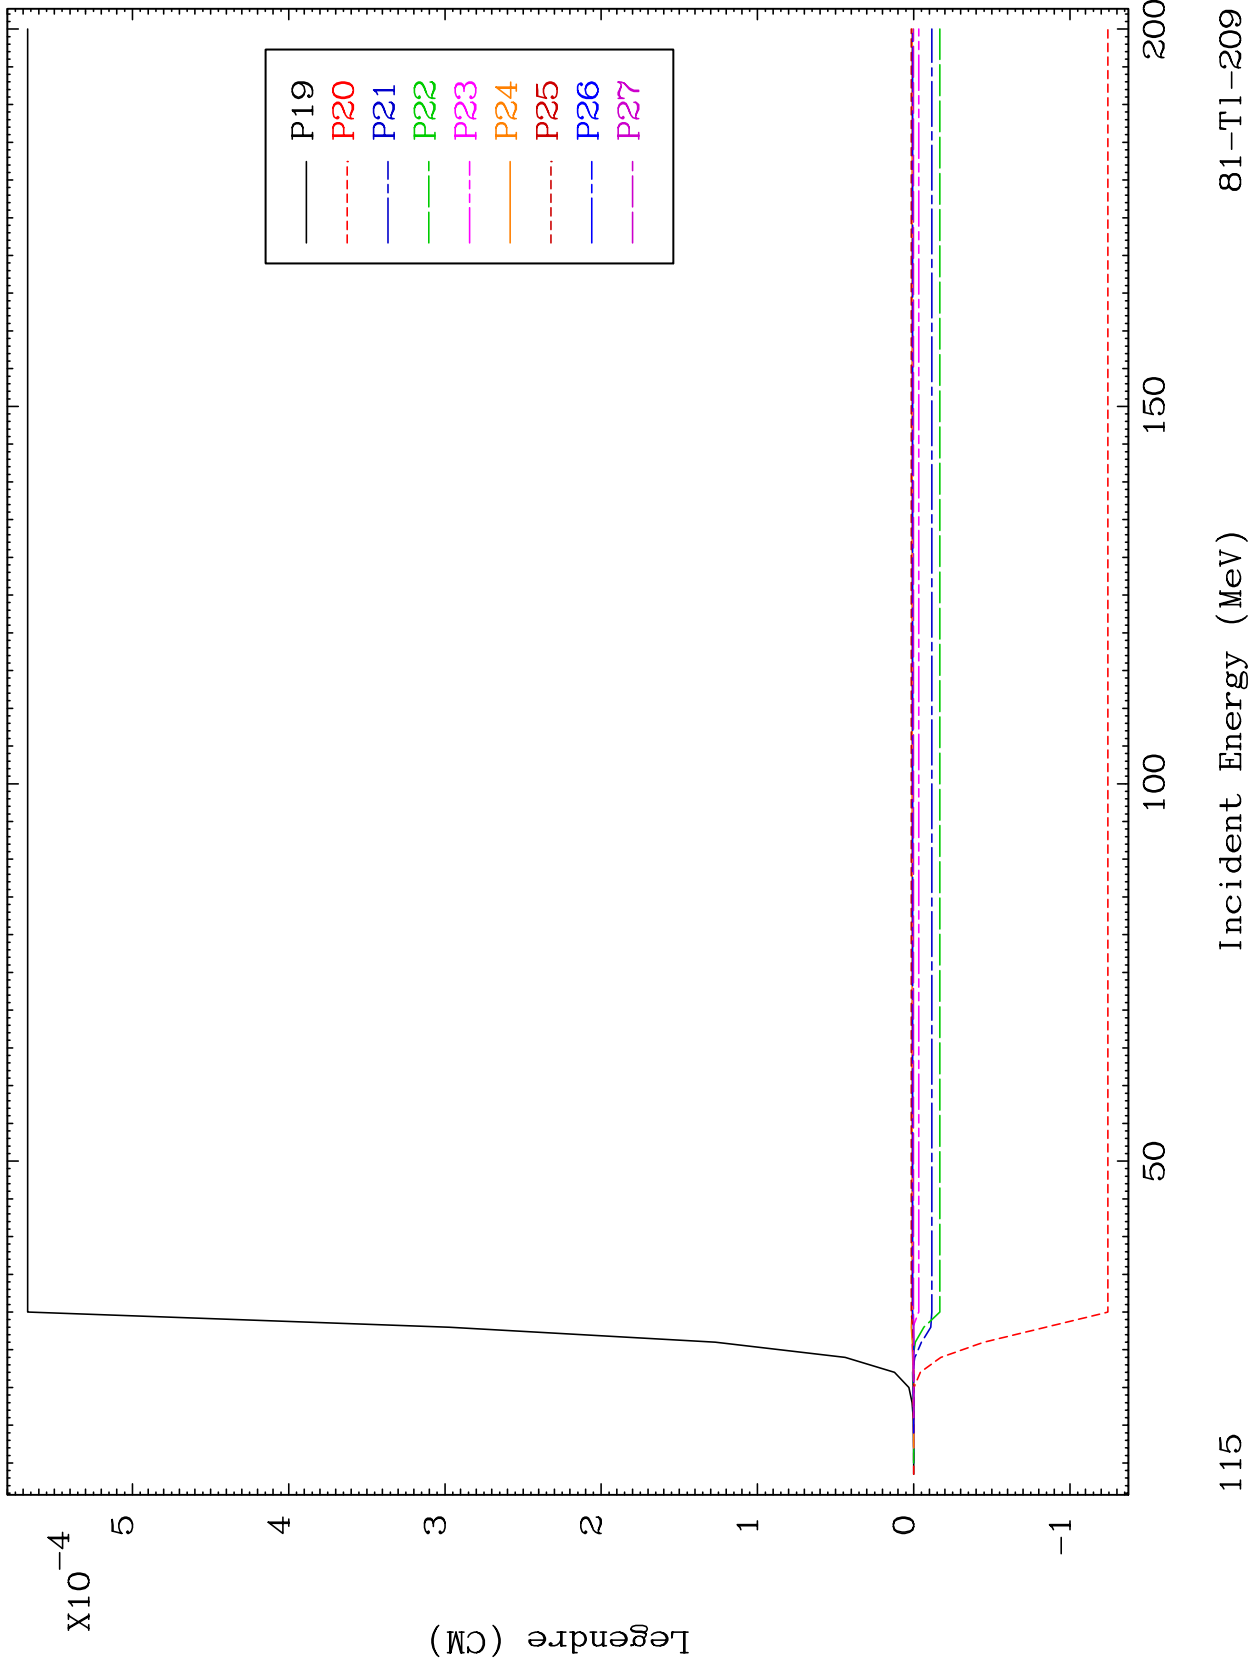 X10-4
5
4
3
2
1
0
-1
Legendre (CM)
P19
P20
P21
P22
P23
P24
P25
P26
P27
50
100
150
200
Incident Energy (MeV)
115
81-Tl-209